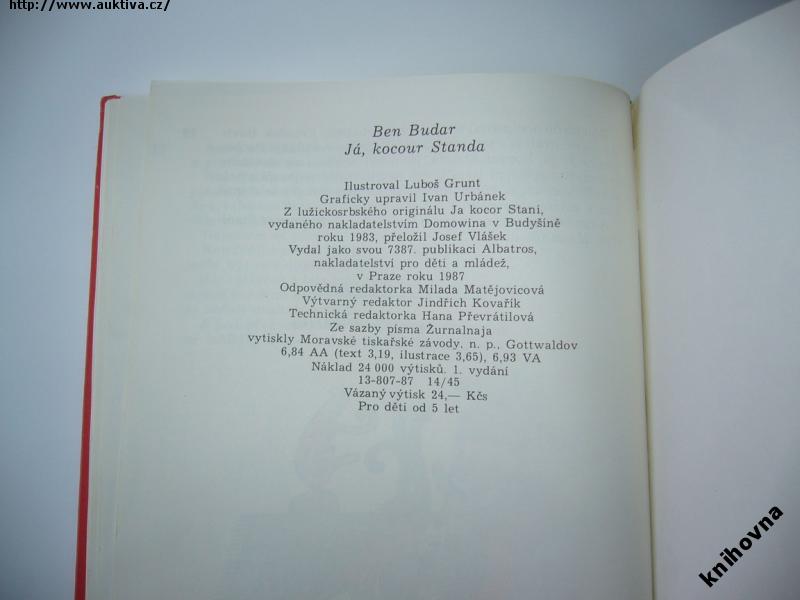 http://www.auktiva.cz/
Ben Budar
Já, kocour Standa
Ilustroval Luboš Grunt
Graficky upravil Ivan Urbánek
Z lužickosrbského originálu Ja kocor Stani,
vydaného nakladatelstvím Domowina v Budyšíně
roku 1983, přeložil Josef Vlášek
Vydal jako svou 7387. publikaci Albatros,
nakladatelství pro děti a mládež,
v Praze roku 1987
Odpovědná redaktorka Milada Matějovicová
Výtvarný redaktor Jindřich Kovařík
Technická redaktorka Hana Převrátilová
Ze sazby písma Žurnalnaja
vytiskly Moravské tiskařské závody, n. p., Gottwaldov
6,84 AA (text 3,19, ilustrace 3,65), 6,93 VA
Náklad 24 000 výtisků. 1. vydání
13-807-87 14/45
Vázaný výtisk 24,— Kčs
Pro děti od 5 let
knihovna